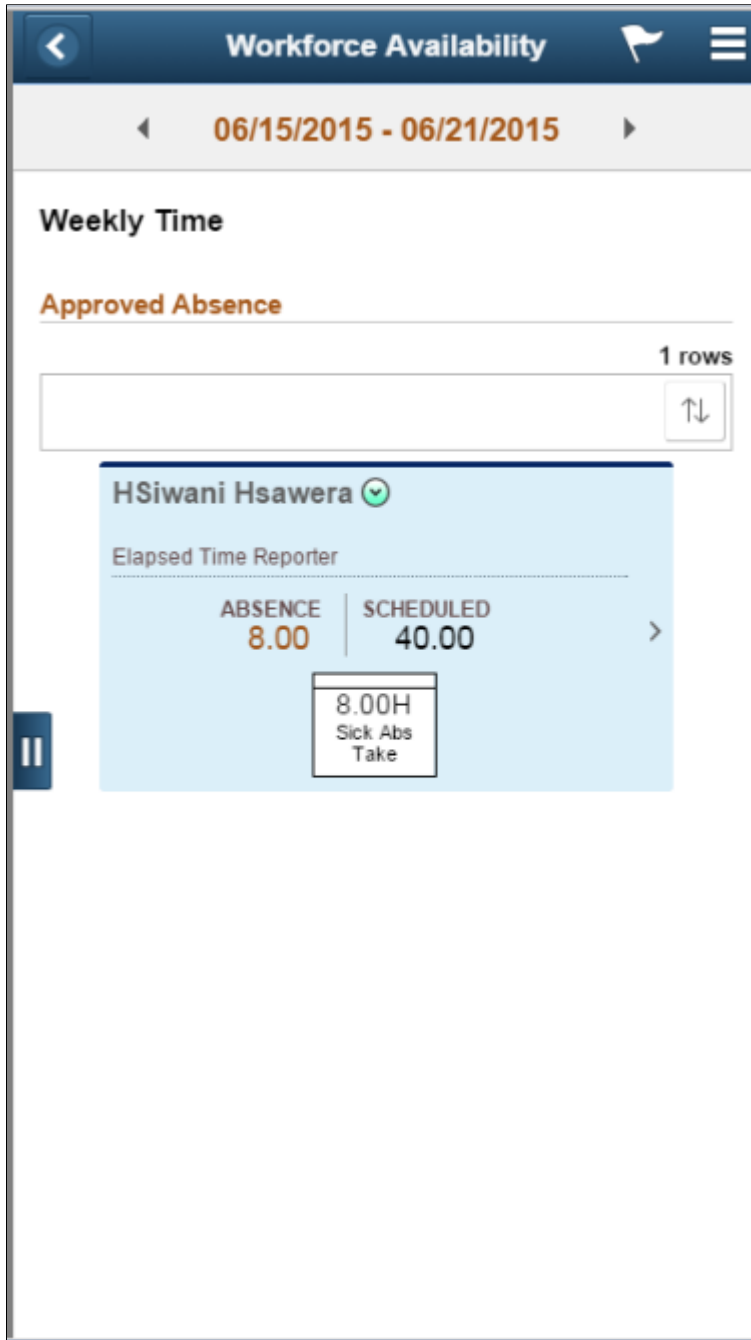 Workforce Availability
06/15/2015 - 06/21/2015
Weekly Time
Approved Absence
1 rows
HSiwani Hsawera
Elapsed Time Reporter
ABSENCE SCHEDULED
8.00 40.00
8.00H
Sick Abs
Take